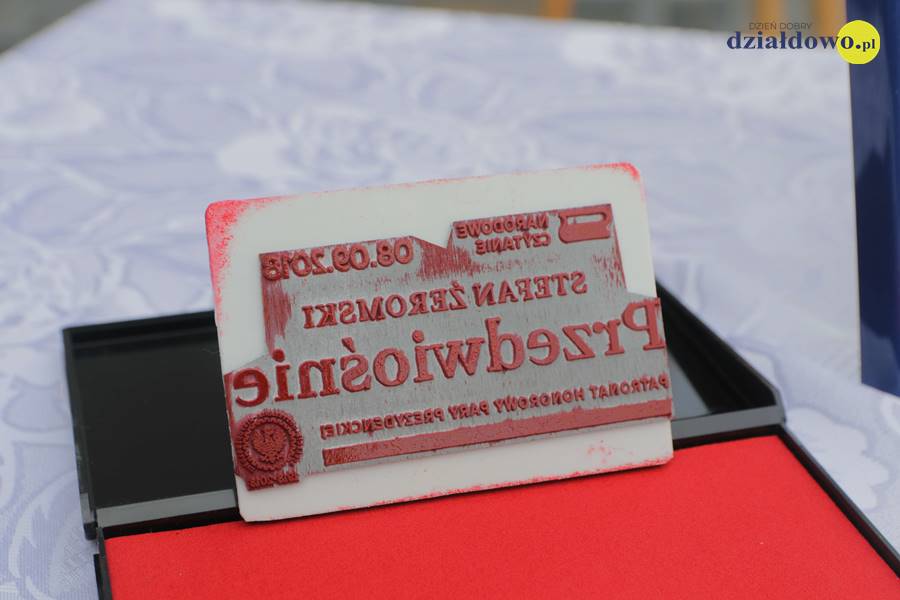 DZIEŃ DOBRY
działdowo.pl
NARODOWE
CZYTANIE
08.09.2018
STEFAN ŻEROMSKI
Przedwiośnie
PATRONAT HONOROWY PARY PREZYDENCKIEJ